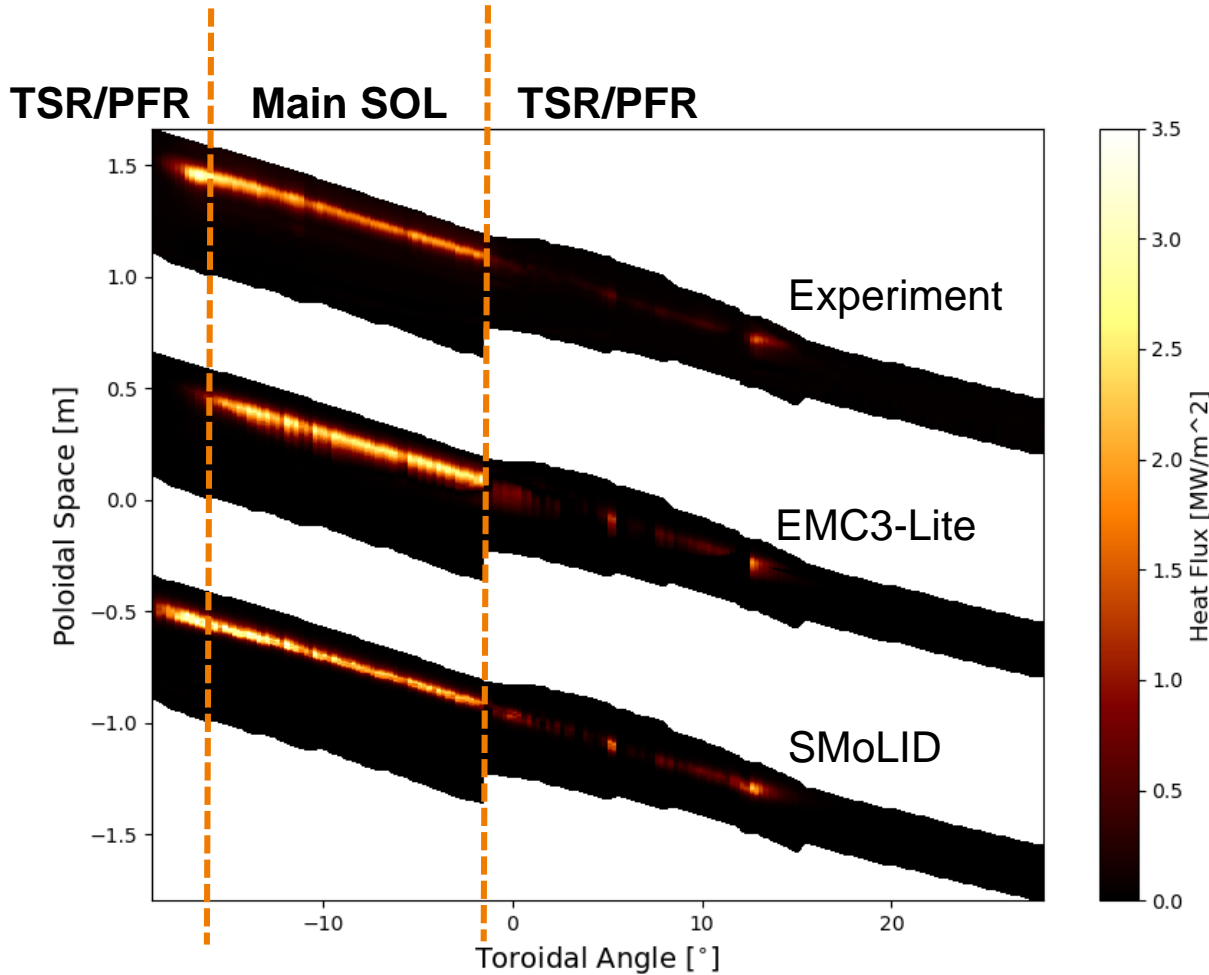 TSR/PFR Main SOL TSR/PFR
3.5
3.0
2.5
2.0
1.5
1.0
0.5
0.0
Heat Flux [MW/m^2]
1.5
1.0
0.5
0.0
−0.5
−1.0
−1.5
Poloidal Space [m]
Experiment
EMC3-Lite
SMoLID
−10 0 10 20
Toroidal Angle [°]